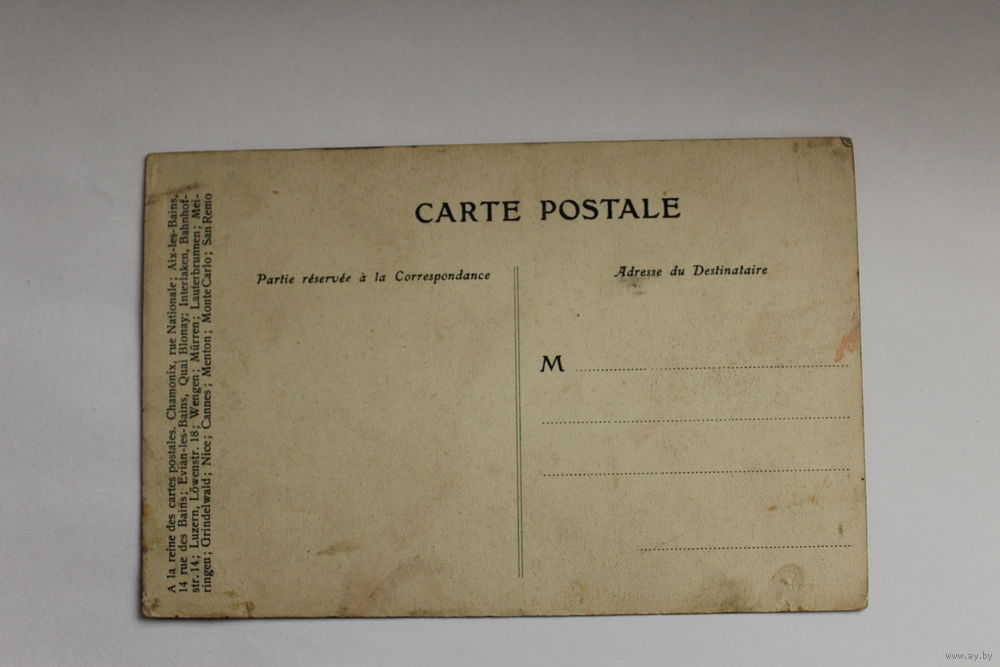 CARTE POSTALE
Partie réservée à la Correspondance
Adresse du Destinataire
M
A la reine des cartes postales. Chamonix, rue Nationale; Aix-les-Bains,
14 rue des Bains; Evian-les-Bains, Quai Blonay; Interlaken, Bahnhof-
str. 14; Luzern, Löwenstr. 18; Wengen; Mürren; Lauterbrunnen; Mei-
ringen; Grindelwald; Nice; Cannes; Menton; Monte Carlo; San Remo
www.ay.by